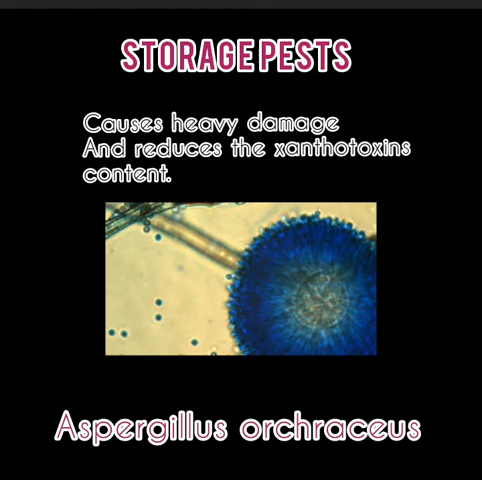 STORAGE PESTS
Causes heavy damage
And reduces the xanthotoxins
content.
Aspergillus orchraceus